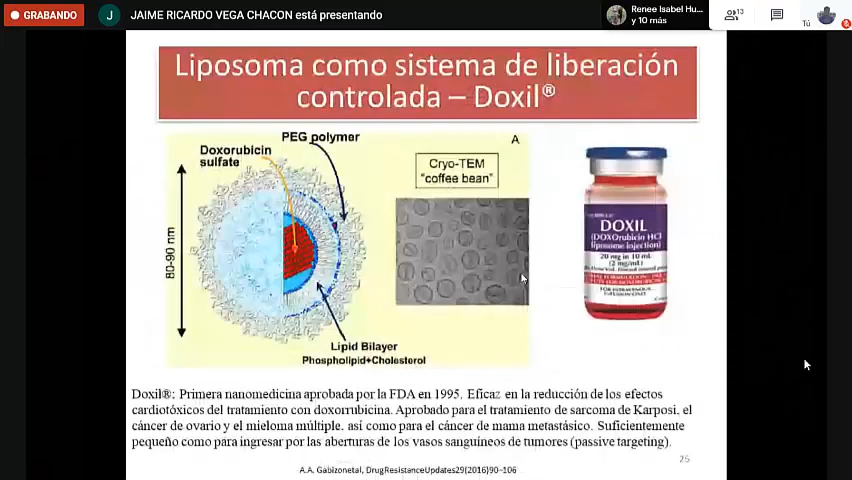 GRABANDO
J
JAIME RICARDO VEGA CHACON está presentando
Renee Isabel Hu...
y 10 más
13
Tú
Liposoma como sistema de liberación
controlada – Doxil®
Doxorubicin
sulfate
PEG polymer
A
Cryo-TEM
"coffee bean"
80-90 nm
Lipid Bilayer
Phospholipid+Cholesterol
DOXIL
(DOXOrubicin HCl
liposome injection)
20 mg in 10 mL
(2 mg/mL)
FOR INTRAVENOUS
INFUSION ONLY
Doxil®: Primera nanomedicina aprobada por la FDA en 1995. Eficaz en la reducción de los efectos
cardiotóxicos del tratamiento con doxorrubicina. Aprobado para el tratamiento de sarcoma de Karposi, el
cáncer de ovario y el mieloma múltiple, así como para el cáncer de mama metastásico. Suficientemente
pequeño como para ingresar por las aberturas de los vasos sanguíneos de tumores (passive targeting).
25
A.A. Gabizonetal, DrugResistanceUpdates29(2016)90–106